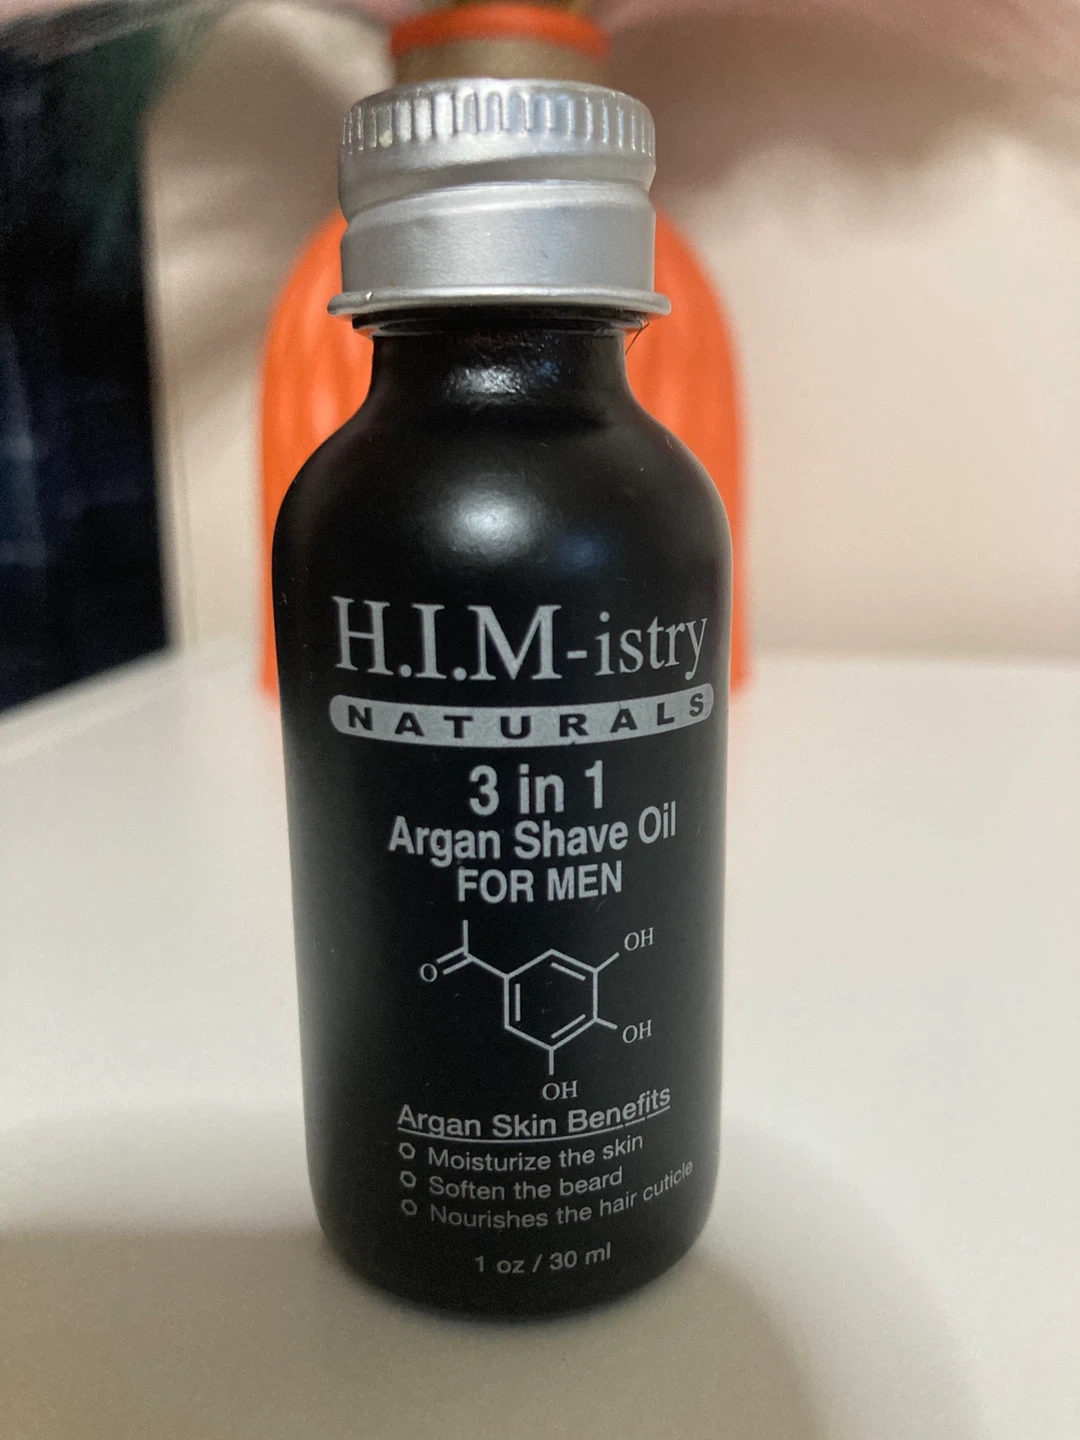 H.I.M-istry
NATURALS
3 in 1
Argan Shave Oil
FOR MEN
OH
O
OH
OH
Argan Skin Benefits
Moisturize the skin
Soften the beard
Nourishes the hair cuticle
1 oz / 30 ml